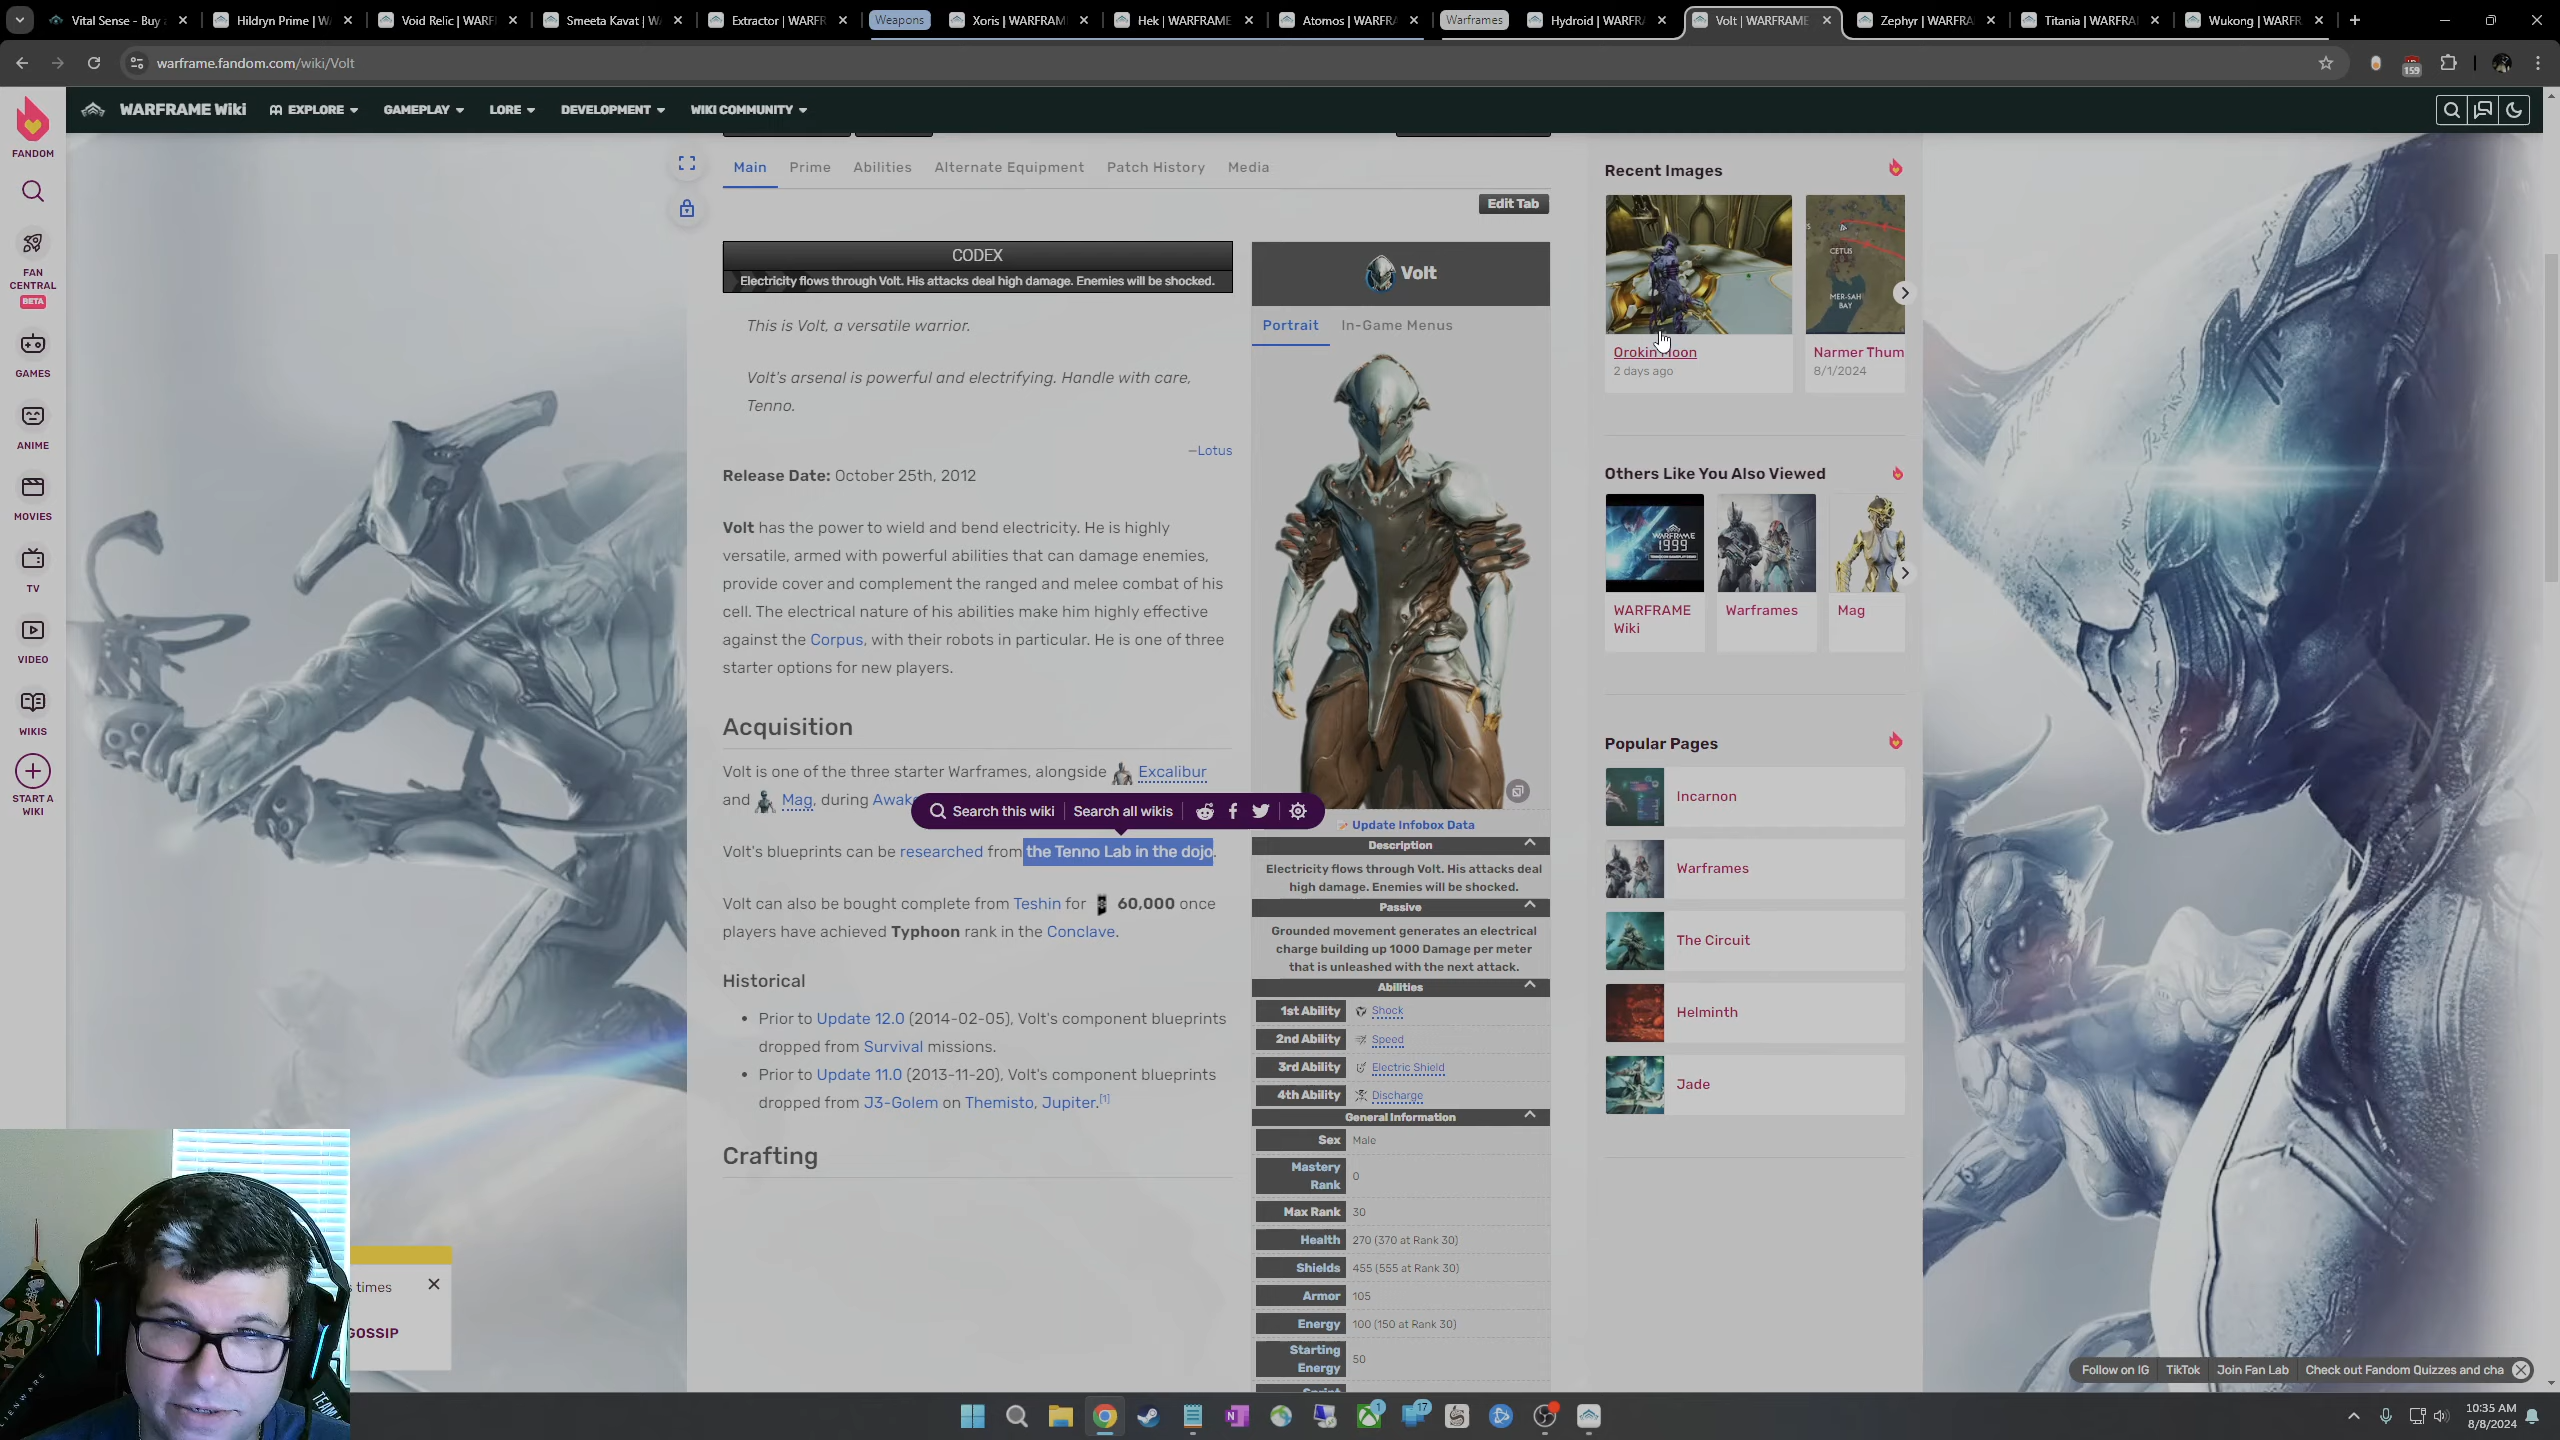 Vital Sense - Buy a
Hildryn Prime | W
Void Relic | WARF
Smeeta Kavat | W
Extractor | WARFR
Weapons
Xoris | WARFRAM
Hek | WARFRAME
Atomos | WARFRA
Warframes
Hydroid | WARFRA
Volt | WARFRAME
Zephyr | WARFRA
Titania | WARFRA
Wukong | WARFR
warframe.fandom.com/wiki/Volt
159
FANDOM
WARFRAME Wiki
EXPLORE
GAMEPLAY
LORE
DEVELOPMENT
WIKI COMMUNITY
FAN
CENTRAL
BETA
GAMES
ANIME
MOVIES
TV
VIDEO
WIKIS
START A
WIKI
Main
Prime
Abilities
Alternate Equipment
Patch History
Media
Edit Tab
CODEX
Electricity flows through Volt. His attacks deal high damage. Enemies will be shocked.
This is Volt, a versatile warrior.
Volt's arsenal is powerful and electrifying. Handle with care,
Tenno.
—Lotus
Release Date: October 25th, 2012
Volt has the power to wield and bend electricity. He is highly
versatile, armed with powerful abilities that can damage enemies,
provide cover and complement the ranged and melee combat of his
cell. The electrical nature of his abilities make him highly effective
against the Corpus, with their robots in particular. He is one of three
starter options for new players.
Acquisition
Volt is one of the three starter Warframes, alongside Excalibur
and Mag, during Awak
Search this wiki
Search all wikis
Volt's blueprints can be researched from the Tenno Lab in the dojo.
Volt can also be bought complete from Teshin for 60,000 once
players have achieved Typhoon rank in the Conclave.
Historical
• Prior to Update 12.0 (2014-02-05), Volt's component blueprints
dropped from Survival missions.
• Prior to Update 11.0 (2013-11-20), Volt's component blueprints
dropped from J3-Golem on Themisto, Jupiter.[1]
Crafting
Volt
Portrait
In-Game Menus
Update Infobox Data
Description
Electricity flows through Volt. His attacks deal
high damage. Enemies will be shocked.
Passive
Grounded movement generates an electrical
charge building up 1000 Damage per meter
that is unleashed with the next attack.
Abilities
1st Ability Shock
2nd Ability Speed
3rd Ability Electric Shield
4th Ability Discharge
General Information
Sex Male
Mastery
Rank 0
Max Rank 30
Health 270 (370 at Rank 30)
Shields 455 (555 at Rank 30)
Armor 105
Energy 100 (150 at Rank 30)
Starting
Energy 50
Recent Images
CETUS
MER-SAH
BAY
Orokin Moon
2 days ago
Narmer Thum
8/1/2024
Others Like You Also Viewed
WARFRAME
1999
WARFRAME
Wiki
Warframes
Mag
Popular Pages
Incarnon
Warframes
The Circuit
Helminth
Jade
times
GOSSIP
ALIENWARE
TEAM
Follow on IG
TikTok
Join Fan Lab
Check out Fandom Quizzes and cha
1
17
10:35 AM
8/8/2024